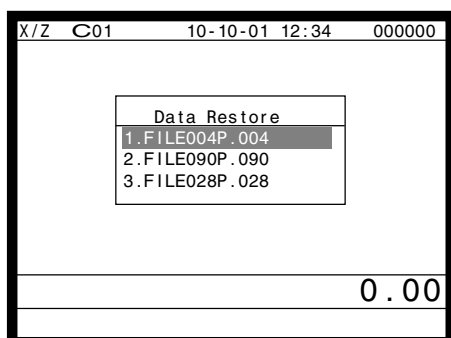 X/Z C01 10-10-01 12:34 000000
Data Restore
1.FILE004P.004
2.FILE090P.090
3.FILE028P.028
0.00